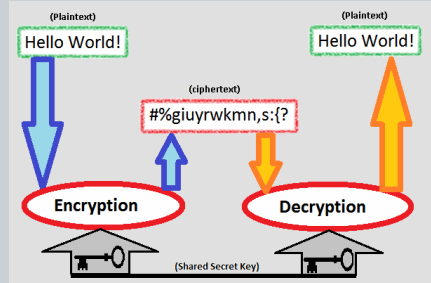 (Plaintext)
Hello World!
(Plaintext)
Hello World!
(ciphertext)
#%giuyrwkmn,s:{?
Encryption
Decryption
(Shared Secret Key)